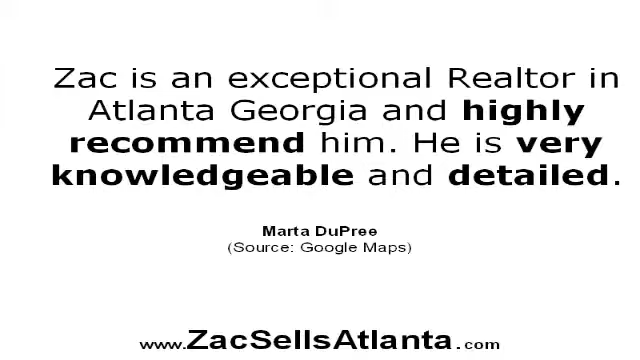 Zac is an exceptional Realtor in
Atlanta Georgia and highly
recommend him. He is very
knowledgeable and detailed.
Marta DuPree
(Source: Google Maps)
www.ZacSellsAtlanta.com